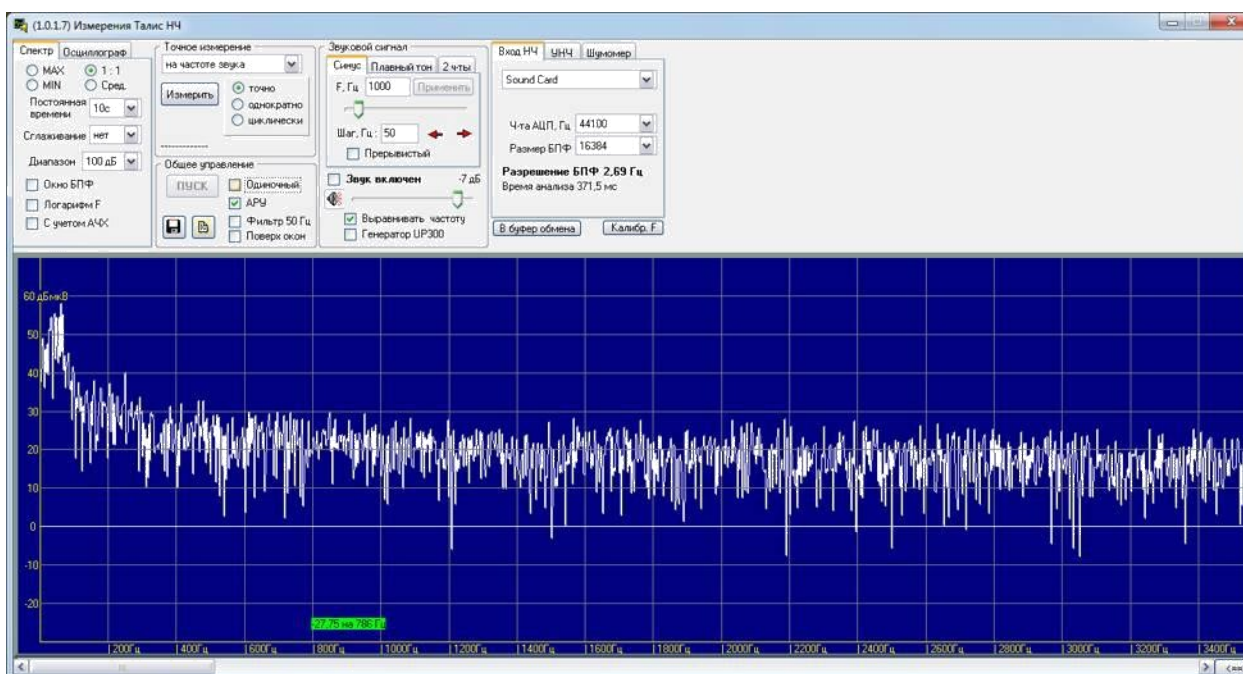 (1.0.1.7) Измерения Талис НЧ
Спектр Осциллограф
MAX 1 : 1
MIN Сред.
Постоянная времени 10с
Сглаживание нет
Диапазон 100 дБ
Окно БПФ
Логарифм F
С учетом АЧХ
Точное измерение
на частоте звука
Измерить
точно
однократно
циклически
-------------
Общее управление
ПУСК
Одиночный
АРУ
Фильтр 50 Гц
Поверх окон
Звуковой сигнал
Синус Плавный тон 2 ч-ты
F, Гц 1000 Применить
Шаг, Гц : 50
Прерывистый
Звук включен -7 дБ
Выравнивать частоту
Генератор UP300
Вход НЧ УНЧ Шумомер
Sound Card
Ч-та АЦП, Гц 44100
Размер БПФ 16384
Разрешение БПФ 2,69 Гц
Время анализа 371,5 мс
В буфер обмена Калибр. F
60 дБмкВ
50
40
30
20
10
0
-10
-20
-27,75 на 786 Гц
200Гц 400Гц 600Гц 800Гц 1000Гц 1200Гц 1400Гц 1600Гц 1800Гц 2000Гц 2200Гц 2400Гц 2600Гц 2800Гц 3000Гц 3200Гц 3400Гц